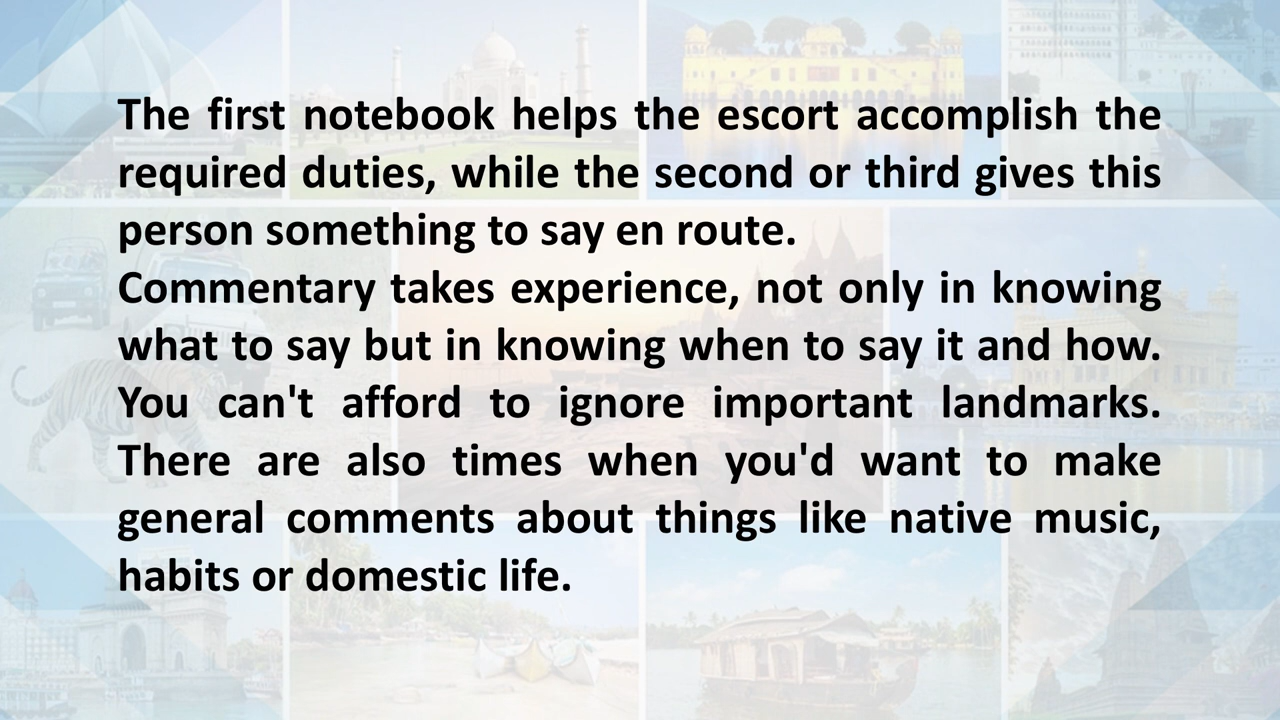 The first notebook helps the escort accomplish the
required duties, while the second or third gives this
person something to say en route.
Commentary takes experience, not only in knowing
what to say but in knowing when to say it and how.
You can't afford to ignore important landmarks.
There are also times when you'd want to make
general comments about things like native music,
habits or domestic life.